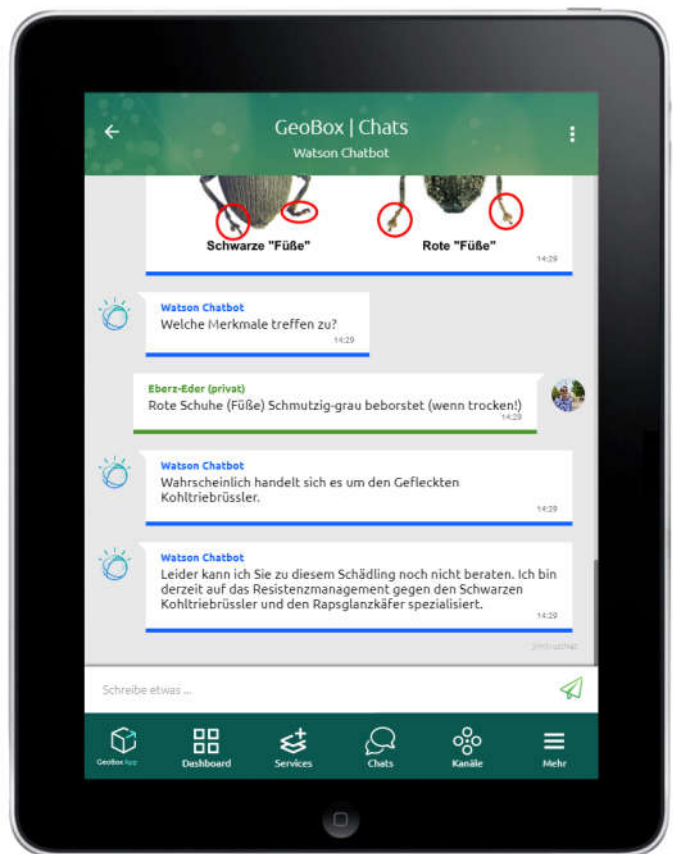 GeoBox | Chats
Watson Chatbot
Schwarze "Füße"
Rote "Füße"
14:29
Watson Chatbot
Welche Merkmale treffen zu?
14:29
Eberz-Eder (privat)
Rote Schuhe (Füße) Schmutzig-grau beborstet (wenn trocken!)
14:29
Watson Chatbot
Wahrscheinlich handelt sich es um den Gefleckten
Kohltriebrüssler.
14:29
Watson Chatbot
Leider kann ich Sie zu diesem Schädling noch nicht beraten. Ich bin
derzeit auf das Resistenzmanagement gegen den Schwarzen
Kohltriebrüssler und den Rapsglanzkäfer spezialisiert.
14:29
Schreibe etwas ...
GeoBox App
Dashboard
Services
Chats
Kanäle
Mehr